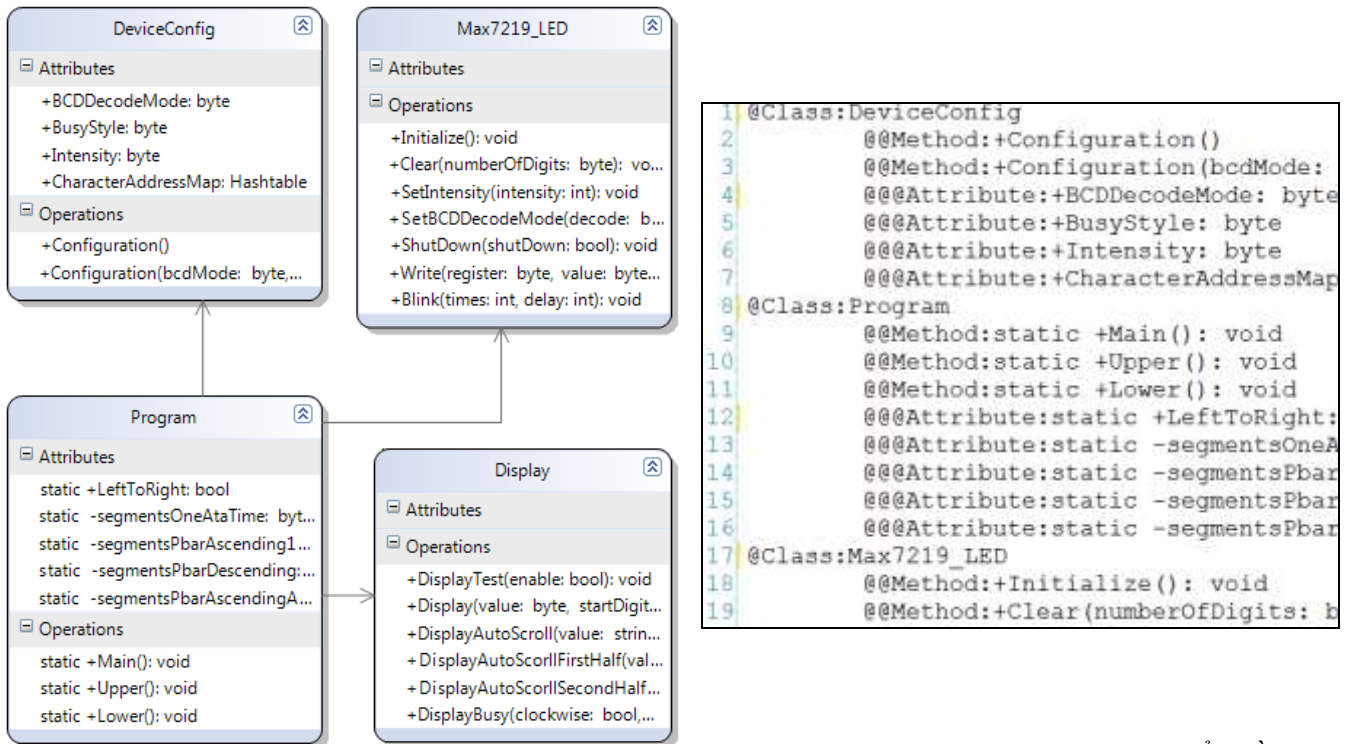 DeviceConfig
Attributes
+BCDDecodeMode: byte
+BusyStyle: byte
+Intensity: byte
+CharacterAddressMap: Hashtable
Operations
+Configuration()
+Configuration(bcdMode: byte,...
Max7219_LED
Attributes
Operations
+Initialize(): void
+Clear(numberOfDigits: byte): vo...
+SetIntensity(intensity: int): void
+SetBCDDecodeMode(decode: b...
+ShutDown(shutDown: bool): void
+Write(register: byte, value: byte...
+Blink(times: int, delay: int): void
Program
Attributes
static +LeftToRight: bool
static -segmentsOneAtaTime: byt...
static -segmentsPbarAscending1...
static -segmentsPbarDescending:...
static -segmentsPbarAscendingA...
Operations
static +Main(): void
static +Upper(): void
static +Lower(): void
Display
Attributes
Operations
+DisplayTest(enable: bool): void
+Display(value: byte, startDigit...
+DisplayAutoScroll(value: strin...
+DisplayAutoScorllFirstHalf(val...
+DisplayAutoScorllSecondHalf...
+DisplayBusy(clockwise: bool,...
1 @Class:DeviceConfig
2 @@Method:+Configuration()
3 @@Method:+Configuration(bcdMode:
4 @@@Attribute:+BCDDecodeMode: byte
5 @@@Attribute:+BusyStyle: byte
6 @@@Attribute:+Intensity: byte
7 @@@Attribute:+CharacterAddressMap
8 @Class:Program
9 @@Method:static +Main(): void
10 @@Method:static +Upper(): void
11 @@Method:static +Lower(): void
12 @@@Attribute:static +LeftToRight:
13 @@@Attribute:static -segmentsOneA
14 @@@Attribute:static -segmentsPbar
15 @@@Attribute:static -segmentsPbar
16 @@@Attribute:static -segmentsPbar
17 @Class:Max7219_LED
18 @@Method:+Initialize(): void
19 @@Method:+Clear(numberOfDigits: b